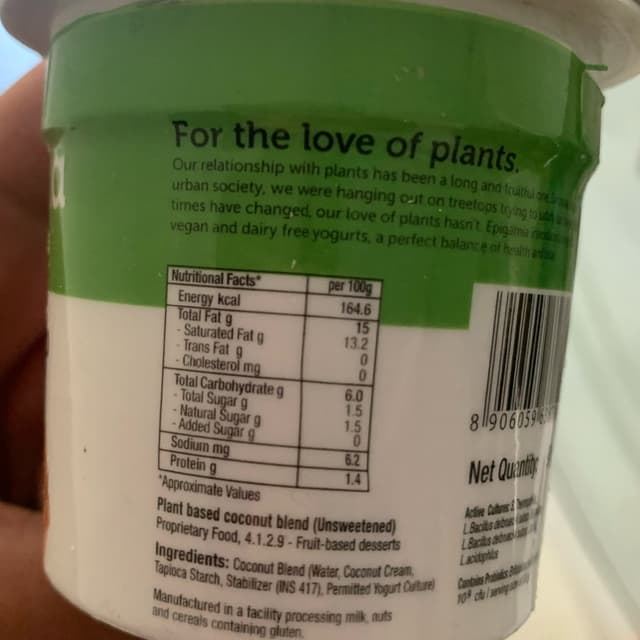 For the love of plants.
Our relationship with plants has been a long and fruitful one.
urban society, we were hanging out on treetops trying to
times have changed, our love of plants hasn't. Epigamia
vegan and dairy free yogurts, a perfect balance of health and
Nutritional Facts* per 100g
Energy kcal 164.6
Total Fat g 15
- Saturated Fat g 13.2
- Trans Fat g 0
- Cholesterol mg 0
Total Carbohydrate g 6.0
- Total Sugar g 1.5
- Natural Sugar g 1.5
- Added Sugar g 0
Sodium mg 6.2
Protein g 1.4
*Approximate Values
Plant based coconut blend (Unsweetened)
Proprietary Food, 4.1.2.9 - Fruit-based desserts
Ingredients: Coconut Blend (Water, Coconut Cream,
Tapioca Starch, Stabilizer (INS 417), Permitted Yogurt Culture)
Manufactured in a facility processing milk, nuts
and cereals containing gluten.
8 906059
Net Quantity
Active Cultures: S.
L. Bacillus
L. Bacillus
L. acidophilus
Contains Probiotics
cfu / serving